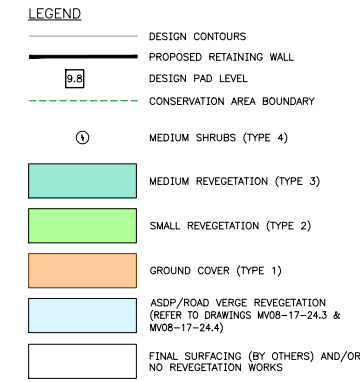 LEGEND
DESIGN CONTOURS
PROPOSED RETAINING WALL
9.8 DESIGN PAD LEVEL
CONSERVATION AREA BOUNDARY
MEDIUM SHRUBS (TYPE 4)
MEDIUM REVEGETATION (TYPE 3)
SMALL REVEGETATION (TYPE 2)
GROUND COVER (TYPE 1)
ASDP/ROAD VERGE REVEGETATION
(REFER TO DRAWINGS MV08-17-24.3 &
MV08-17-24.4)
FINAL SURFACING (BY OTHERS) AND/OR
NO REVEGETATION WORKS